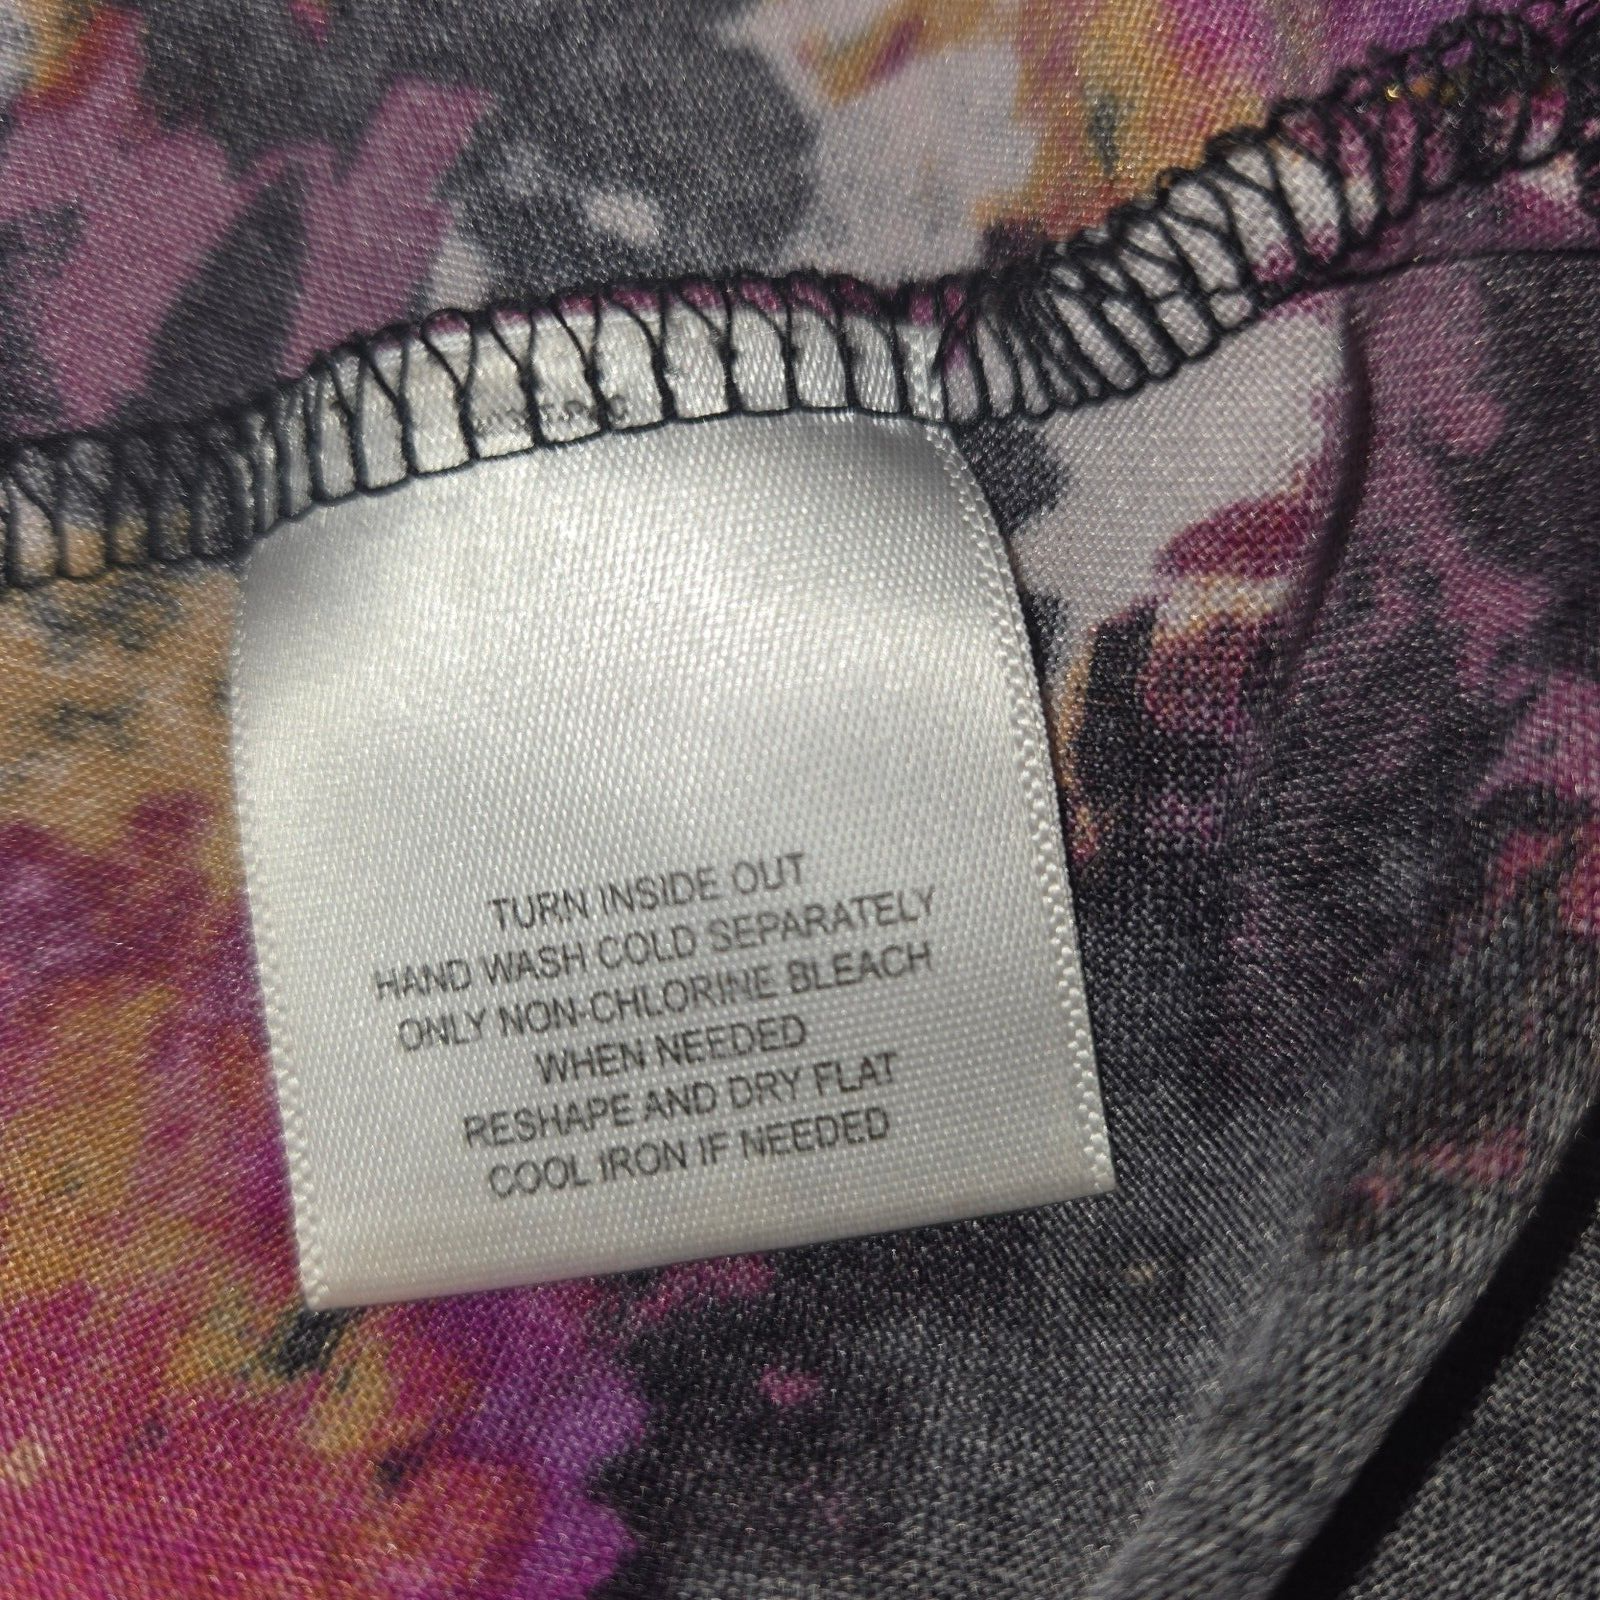 TURN INSIDE OUT
HAND WASH COLD SEPARATELY
ONLY NON-CHLORINE BLEACH
WHEN NEEDED
RESHAPE AND DRY FLAT
COOL IRON IF NEEDED